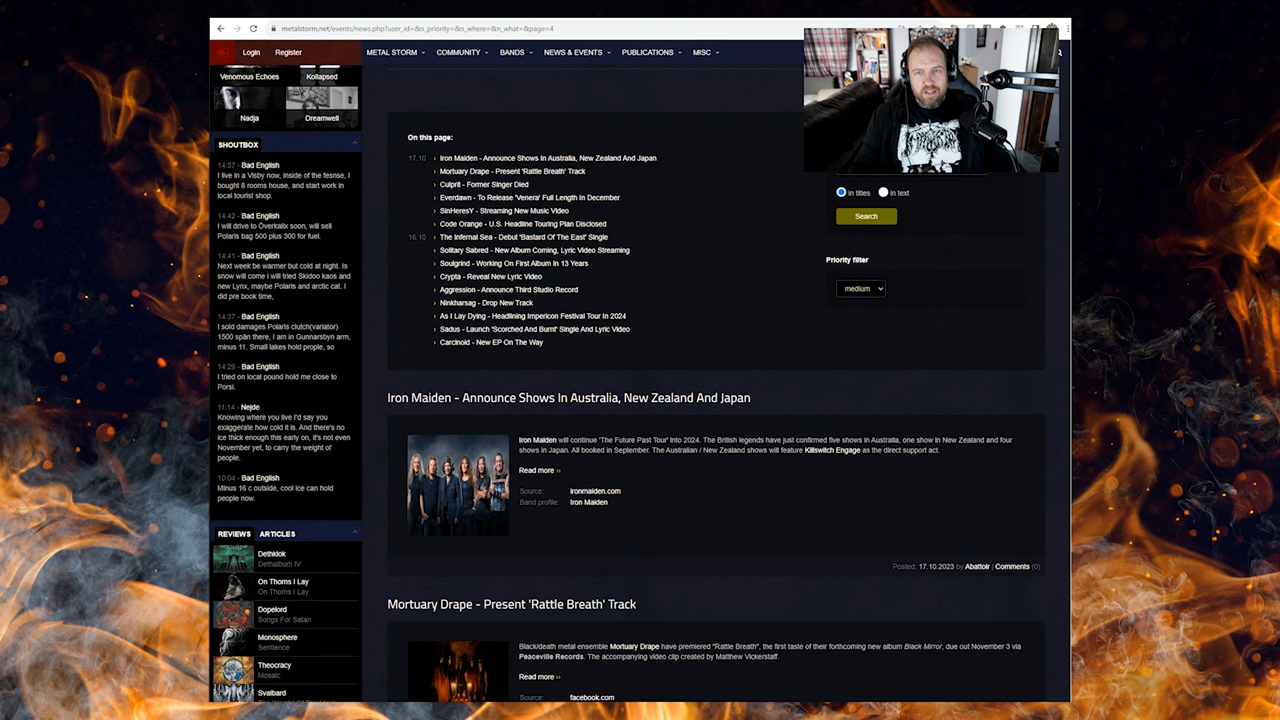 metalstorm.net/events/news.php?user_id=&n_priority=&n_where=&n_what=&page=4
Login Register
METAL STORM COMMUNITY BANDS NEWS & EVENTS PUBLICATIONS MISC
Venomous Echoes Kollapsed
Nadja Dreamwell
SHOUTBOX
14:57 - Bad English
I live in a Visby now, inside of the fesnse, I
bought 8 rooms house, and start work in
local tourist shop.
14:42 - Bad English
I will drive to Överkalix soon, will sell
Polaris bag 500 plus 300 for fuel.
14:41 - Bad English
Next week be warmer but cold at night. Is
snow will come i will tried Skidoo kaos and
new Lynx, maybe Polaris and arctic cat. I
did pre book time,
14:37 - Bad English
I sold damages Polaris clutch(variator)
1500 spän there, I am in Gunnarsbyn arm,
minus 11. Small lakes hold prople, so
14:29 - Bad English
I tried on local pound hold me close to
Porsi.
11:14 - Nejde
Knowing where you live I'd say you
exaggerate how cold it is. And there's no
ice thick enough this early on, it's not even
November yet, to carry the weight of
people.
10:04 - Bad English
Minus 16 c outside, cool ice can hold
people now.
REVIEWS ARTICLES
Dethklok
Dethalbum IV
On Thorns I Lay
On Thorns I Lay
Dopelord
Songs For Satan
Monosphere
Sentience
Theocracy
Mosaic
Svalbard
On this page:
17.10 › Iron Maiden - Announce Shows In Australia, New Zealand And Japan
› Mortuary Drape - Present 'Rattle Breath' Track
› Culprit - Former Singer Died
› Everdawn - To Release 'Venera' Full Length In December
› SinHeresY - Streaming New Music Video
› Code Orange - U.S. Headline Touring Plan Disclosed
16.10 › The Infernal Sea - Debut 'Bastard Of The East' Single
› Solitary Sabred - New Album Coming, Lyric Video Streaming
› Soulgrind - Working On First Album In 13 Years
› Crypta - Reveal New Lyric Video
› Aggression - Announce Third Studio Record
› Ninkharsag - Drop New Track
› As I Lay Dying - Headlining Impericon Festival Tour In 2024
› Sadus - Launch 'Scorched And Burnt' Single And Lyric Video
› Carcinoid - New EP On The Way
in titles in text
Search
Priority filter
medium
Iron Maiden - Announce Shows In Australia, New Zealand And Japan
Iron Maiden will continue 'The Future Past Tour' into 2024. The British legends have just confirmed five shows in Australia, one show in New Zealand and four
shows in Japan. All booked in September. The Australian / New Zealand shows will feature Killswitch Engage as the direct support act.
Read more ››
Source: ironmaiden.com
Band profile: Iron Maiden
Posted: 17.10.2023 by Abattoir | Comments (0)
Mortuary Drape - Present 'Rattle Breath' Track
Black/death metal ensemble Mortuary Drape have premiered "Rattle Breath", the first taste of their forthcoming new album Black Mirror, due out November 3 via
Peaceville Records. The accompanying video clip created by Matthew Vickerstaff.
Read more ››
Source: facebook.com